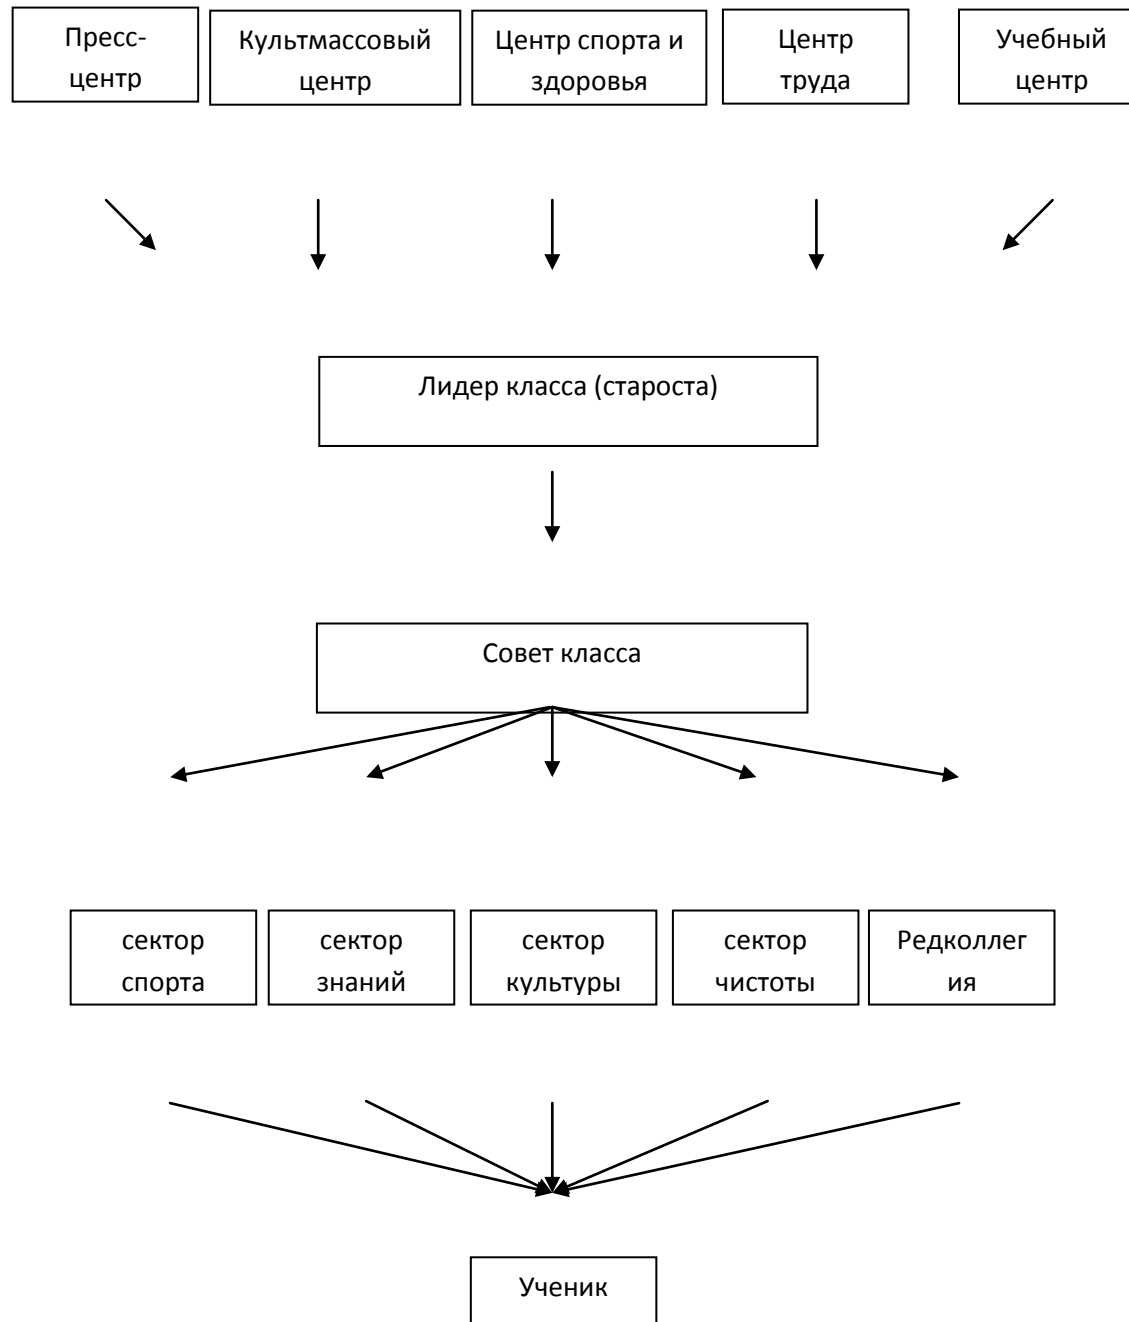 Пресс-
центр
Культмассовый
центр
Центр спорта и
здоровья
Центр
труда
Учебный
центр
Лидер класса (староста)
Совет класса
сектор
спорта
сектор
знаний
сектор
культуры
сектор
чистоты
Редколлег
ия
Ученик